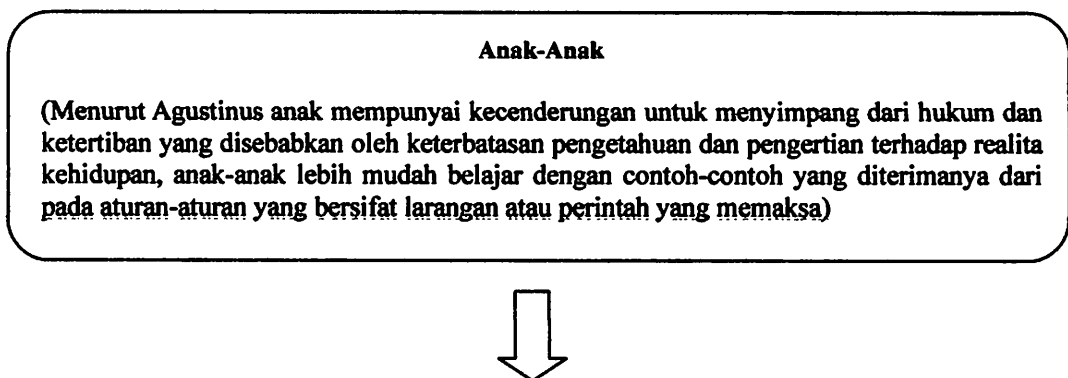 Anak-Anak
(Menurut Agustinus anak mempunyai kecenderungan untuk menyimpang dari hukum dan
ketertiban yang disebabkan oleh keterbatasan pengetahuan dan pengertian terhadap realita
kehidupan, anak-anak lebih mudah belajar dengan contoh-contoh yang diterimanya dari
pada aturan-aturan yang bersifat larangan atau perintah yang memaksa)